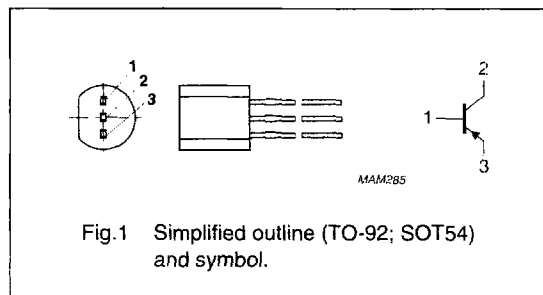 1
2
3
2
1
3
MAM285
Fig.1 Simplified outline (TO-92; SOT54)
and symbol.